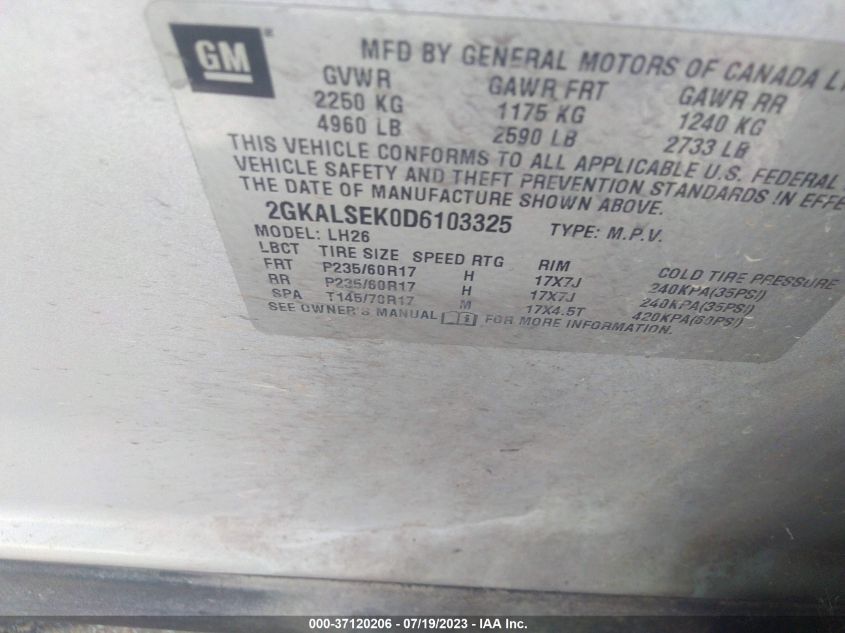 GM
MFD BY GENERAL MOTORS OF CANADA
GVWR GAWR FRT GAWR RR
2250 KG 1175 KG 1240 KG
4960 LB 2590 LB 2733 LB
THIS VEHICLE CONFORMS TO ALL APPLICABLE U.S. FEDERAL
VEHICLE SAFETY AND THEFT PREVENTION STANDARDS IN EFFE
THE DATE OF MANUFACTURE SHOWN ABOVE.
2GKALSEK0D6103325 TYPE: M.P.V.
MODEL: LH26
LBCT TIRE SIZE SPEED RTG RIM COLD TIRE PRESSURE
FRT P235/60R17 H 17X7J 240KPA(35PSI)
RR P235/60R17 H 17X7J 240KPA(35PSI)
SPA T145/70R17 M 17X4.5T 420KPA(60PSI)
SEE OWNER'S MANUAL FOR MORE INFORMATION.
000-37120206 - 07/19/2023 - IAA Inc.